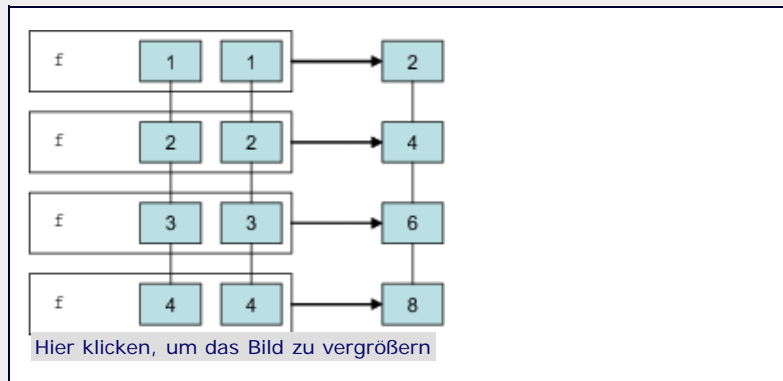 f 1 1 2
f 2 2 4
f 3 3 6
f 4 4 8
Hier klicken, um das Bild zu vergrößern